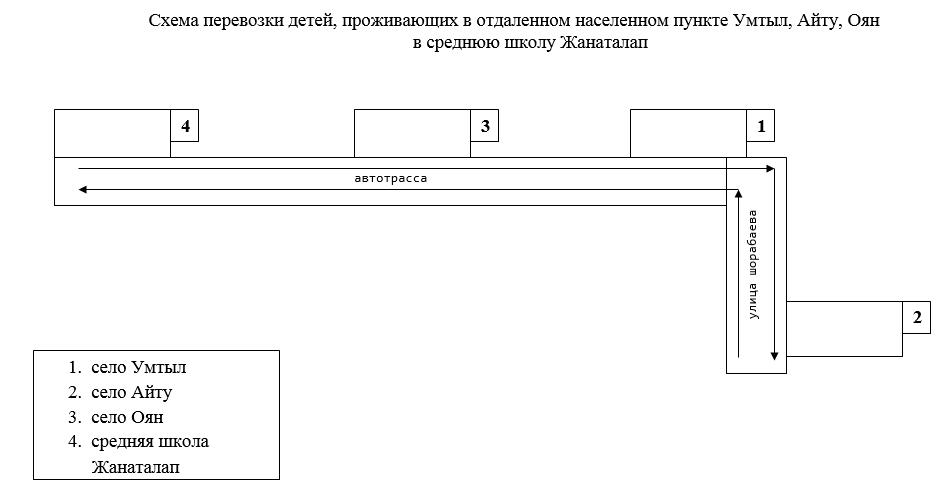 Схема перевозки детей, проживающих в отдаленном населенном пункте Умтыл, Айту, Оян
в среднюю школу Жанаталап
4
3
1
автотрасса
улица шорабаева
2
1. село Умтыл
2. село Айту
3. село Оян
4. средняя школа
Жанаталап